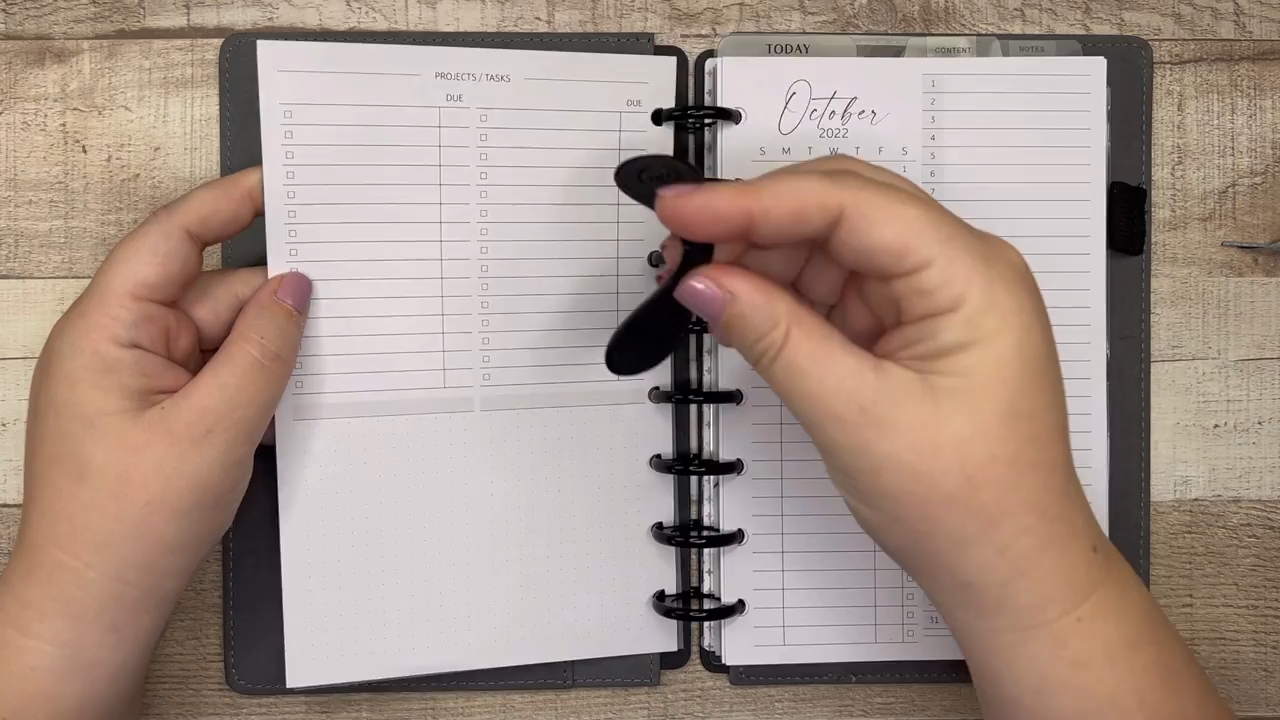 PROJECTS / TASKS
DUE
DUE
TODAY
CONTENT
NOTES
October
2022
S M T W T F S
1
1
2
3
4
5
6
7
31